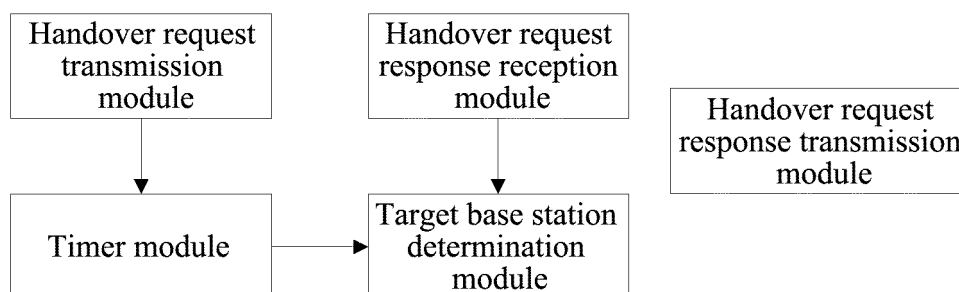 Handover request
transmission
module
Handover request
response reception
module
Handover request
response transmission
module
Timer module
Target base station
determination
module